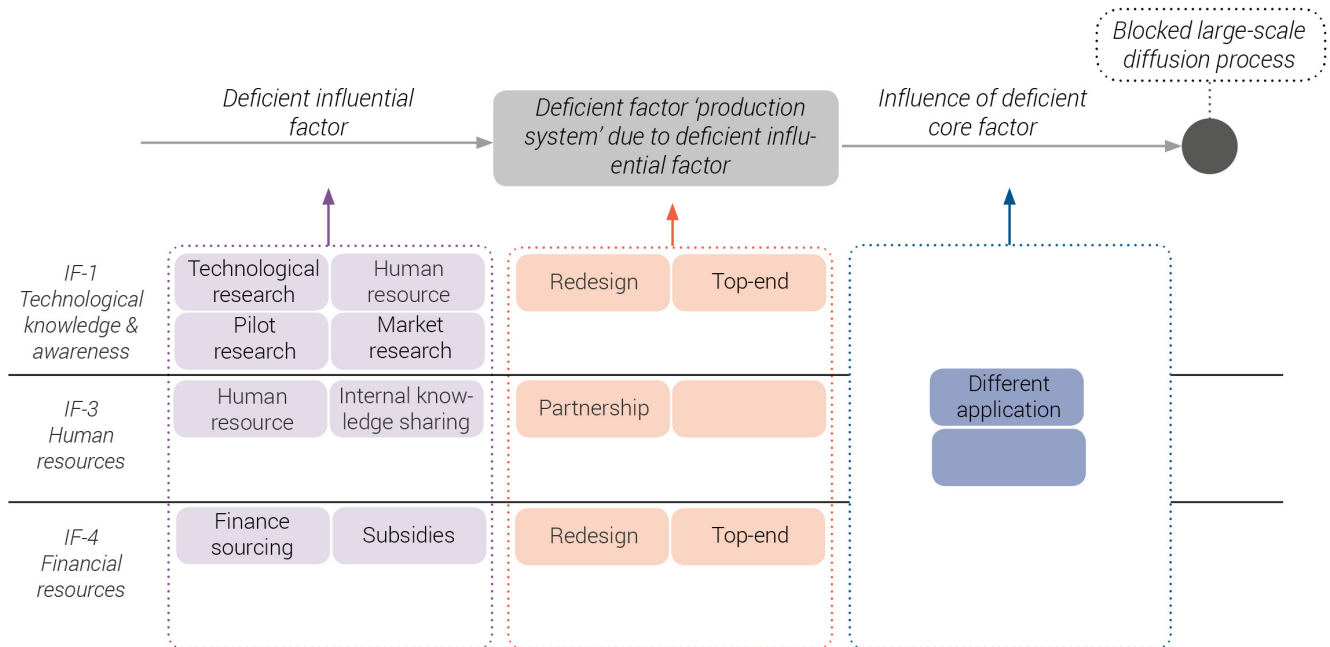 Blocked large-scale
diffusion process
Deficient influential
factor
Deficient factor ‘production
system’ due to deficient influ-
ential factor
Influence of deficient
core factor
IF-1
Technological
knowledge &
awareness
Technological
research
Human
resource
Pilot
research
Market
research
Redesign
Top-end
IF-3
Human
resources
Human
resource
Internal know-
ledge sharing
Partnership
Different
application
IF-4
Financial
resources
Finance
sourcing
Subsidies
Redesign
Top-end